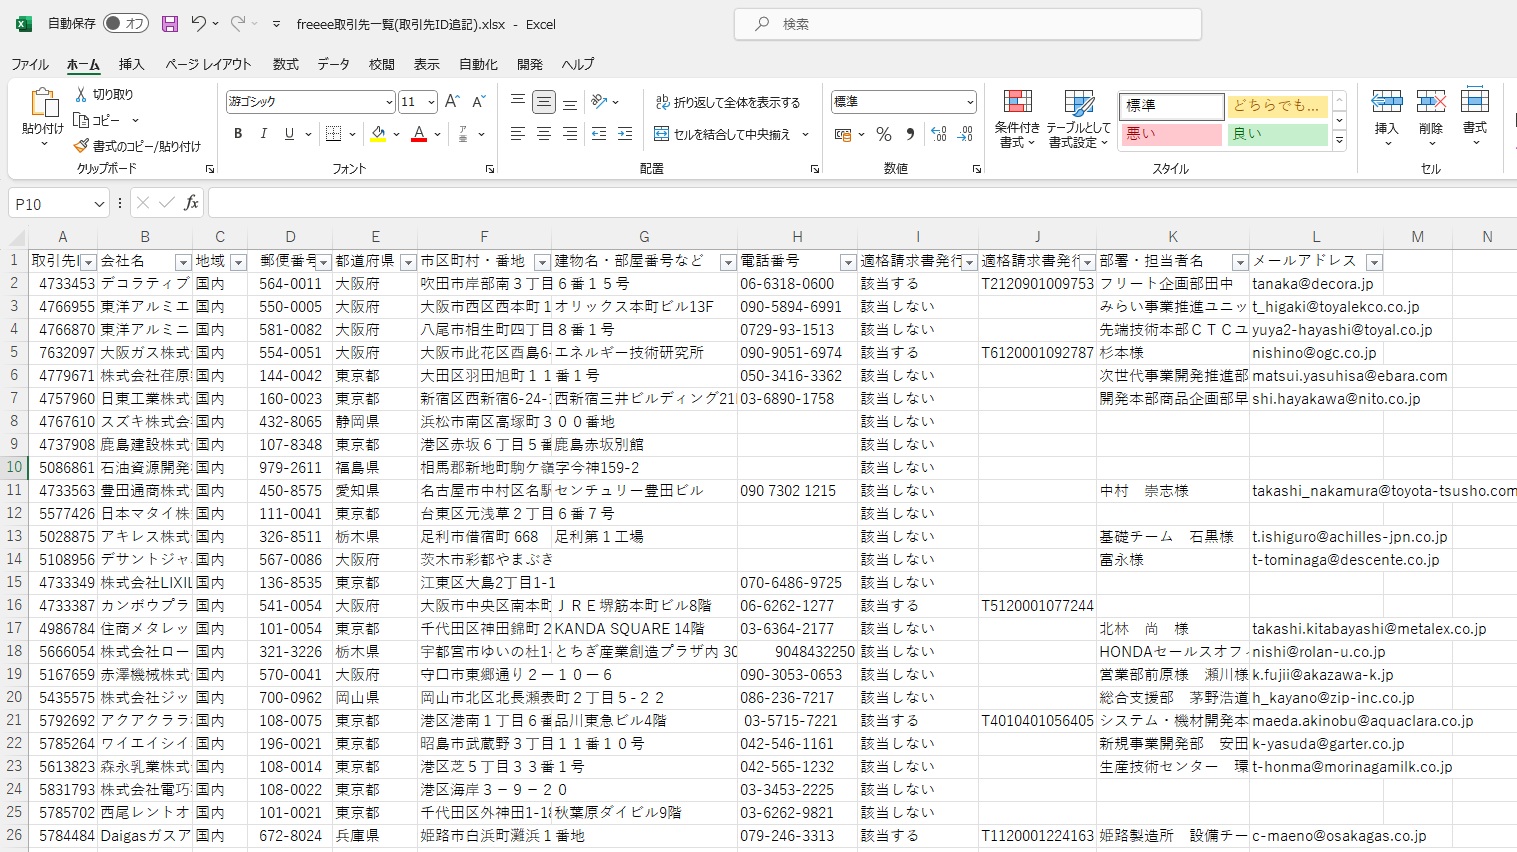 自動保存 オフ freeee取引先一覧(取引先ID追記).xlsx - Excel 検索
ファイル ホーム 挿入 ページ レイアウト 数式 データ 校閲 表示 自動化 開発 ヘルプ
貼り付け 切り取り コピー 書式のコピー/貼り付け クリップボード
游ゴシック 11 B I U A フォント
折り返して全体を表示する セルを結合して中央揃え 配置
標準 % 数値
条件付き書式 テーブルとして書式設定 標準 どちらでも... 悪い 良い スタイル
挿入 削除 書式 セル
P10 fx
A B C D E F G H I J K L M N
1 取引先I 会社名 地域 郵便番号 都道府県 市区町村・番地 建物名・部屋番号など 電話番号 適格請求書発行 適格請求書発行 部署・担当者名 メールアドレス
2 4733453 デコラティブ 国内 564-0011 大阪府 吹田市岸部南３丁目６番１５号 06-6318-0600 該当する T2120901009753 フリート企画部田中 tanaka@decora.jp
3 4766955 東洋アルミエ 国内 550-0005 大阪府 大阪市西区西本町１ オリックス本町ビル13F 090-5894-6991 該当しない みらい事業推進ユニッ t_higaki@toyalekco.co.jp
4 4766870 東洋アルミニ 国内 581-0082 大阪府 八尾市相生町四丁目８番１号 0729-93-1513 該当しない 先端技術本部ＣＴＣユ yuya2-hayashi@toyal.co.jp
5 7632097 大阪ガス株式 国内 554-0051 大阪府 大阪市此花区酉島6- エネルギー技術研究所 090-9051-6974 該当する T6120001092787 杉本様 nishino@ogc.co.jp
6 4779671 株式会社荏原 国内 144-0042 東京都 大田区羽田旭町１１番１号 050-3416-3362 該当しない 次世代事業開発推進部 matsui.yasuhisa@ebara.com
7 4757960 日東工業株式 国内 160-0023 東京都 新宿区西新宿6-24-1 西新宿三井ビルディング21 03-6890-1758 該当しない 開発本部商品企画部早 shi.hayakawa@nito.co.jp
8 4767610 スズキ株式会 国内 432-8065 静岡県 浜松市南区高塚町３００番地 該当しない
9 4737908 鹿島建設株式 国内 107-8348 東京都 港区赤坂６丁目５番 鹿島赤坂別館 該当しない
10 5086861 石油資源開発 国内 979-2611 福島県 相馬郡新地町駒ケ嶺字今神159-2 該当しない
11 4733563 豊田通商株式 国内 450-8575 愛知県 名古屋市中村区名駅 センチュリー豊田ビル 090 7302 1215 該当しない 中村　崇志様 takashi_nakamura@toyota-tsusho.com
12 5577426 日本マタイ株 国内 111-0041 東京都 台東区元浅草２丁目６番７号 該当しない
13 5028875 アキレス株式 国内 326-8511 栃木県 足利市借宿町 668 足利第１工場 該当しない 基礎チーム　石黒様 t.ishiguro@achilles-jpn.co.jp
14 5108956 デサントジャ 国内 567-0086 大阪府 茨木市彩都やまぶき 該当しない 富永様 t-tominaga@descente.co.jp
15 4733349 株式会社LIXIL 国内 136-8535 東京都 江東区大島2丁目1-1 070-6486-9725 該当しない
16 4733387 カンボウプラ 国内 541-0054 大阪府 大阪市中央区南本町 ＪＲＥ堺筋本町ビル8階 06-6262-1277 該当する T5120001077244
17 4986784 住商メタレッ 国内 101-0054 東京都 千代田区神田錦町２ KANDA SQUARE 14階 03-6364-2177 該当しない 北林　尚　様 takashi.kitabayashi@metalex.co.jp
18 5666054 株式会社ロー 国内 321-3226 栃木県 宇都宮市ゆいの杜1- とちぎ産業創造プラザ内 30 9048432250 該当しない HONDAセールスオフィ nishi@rolan-u.co.jp
19 5167659 赤澤機械株式 国内 570-0041 大阪府 守口市東郷通り２ー１０ー６ 090-3053-0653 該当しない 営業部前原様　瀬川様 k.fujii@akazawa-k.jp
20 5435575 株式会社ジッ 国内 700-0962 岡山県 岡山市北区北長瀬表町２丁目５-２２ 086-236-7217 該当しない 総合支援部　茅野浩道 h_kayano@zip-inc.co.jp
21 5792692 アクアクララ 国内 108-0075 東京都 港区港南１丁目６番 品川東急ビル4階 03-5715-7221 該当する T4010401056405 システム・機材開発本 maeda.akinobu@aquaclara.co.jp
22 5785264 ワイエイシイ 国内 196-0021 東京都 昭島市武蔵野３丁目１１番１０号 042-546-1161 該当しない 新規事業開発部　安田 k-yasuda@garter.co.jp
23 5613823 森永乳業株式 国内 108-0014 東京都 港区芝５丁目３３番１号 042-565-1232 該当しない 生産技術センター　環 t-honma@morinagamilk.co.jp
24 5831793 株式会社電巧 国内 108-0022 東京都 港区海岸３－９－２０ 03-3453-2225 該当しない
25 5785702 西尾レントオ 国内 101-0021 東京都 千代田区外神田1-18 秋葉原ダイビル9階 03-6262-9821 該当しない
26 5784484 Daigasガスア 国内 672-8024 兵庫県 姫路市白浜町灘浜１番地 079-246-3313 該当する T1120001224163 姫路製造所　設備チー c-maeno@osakagas.co.jp